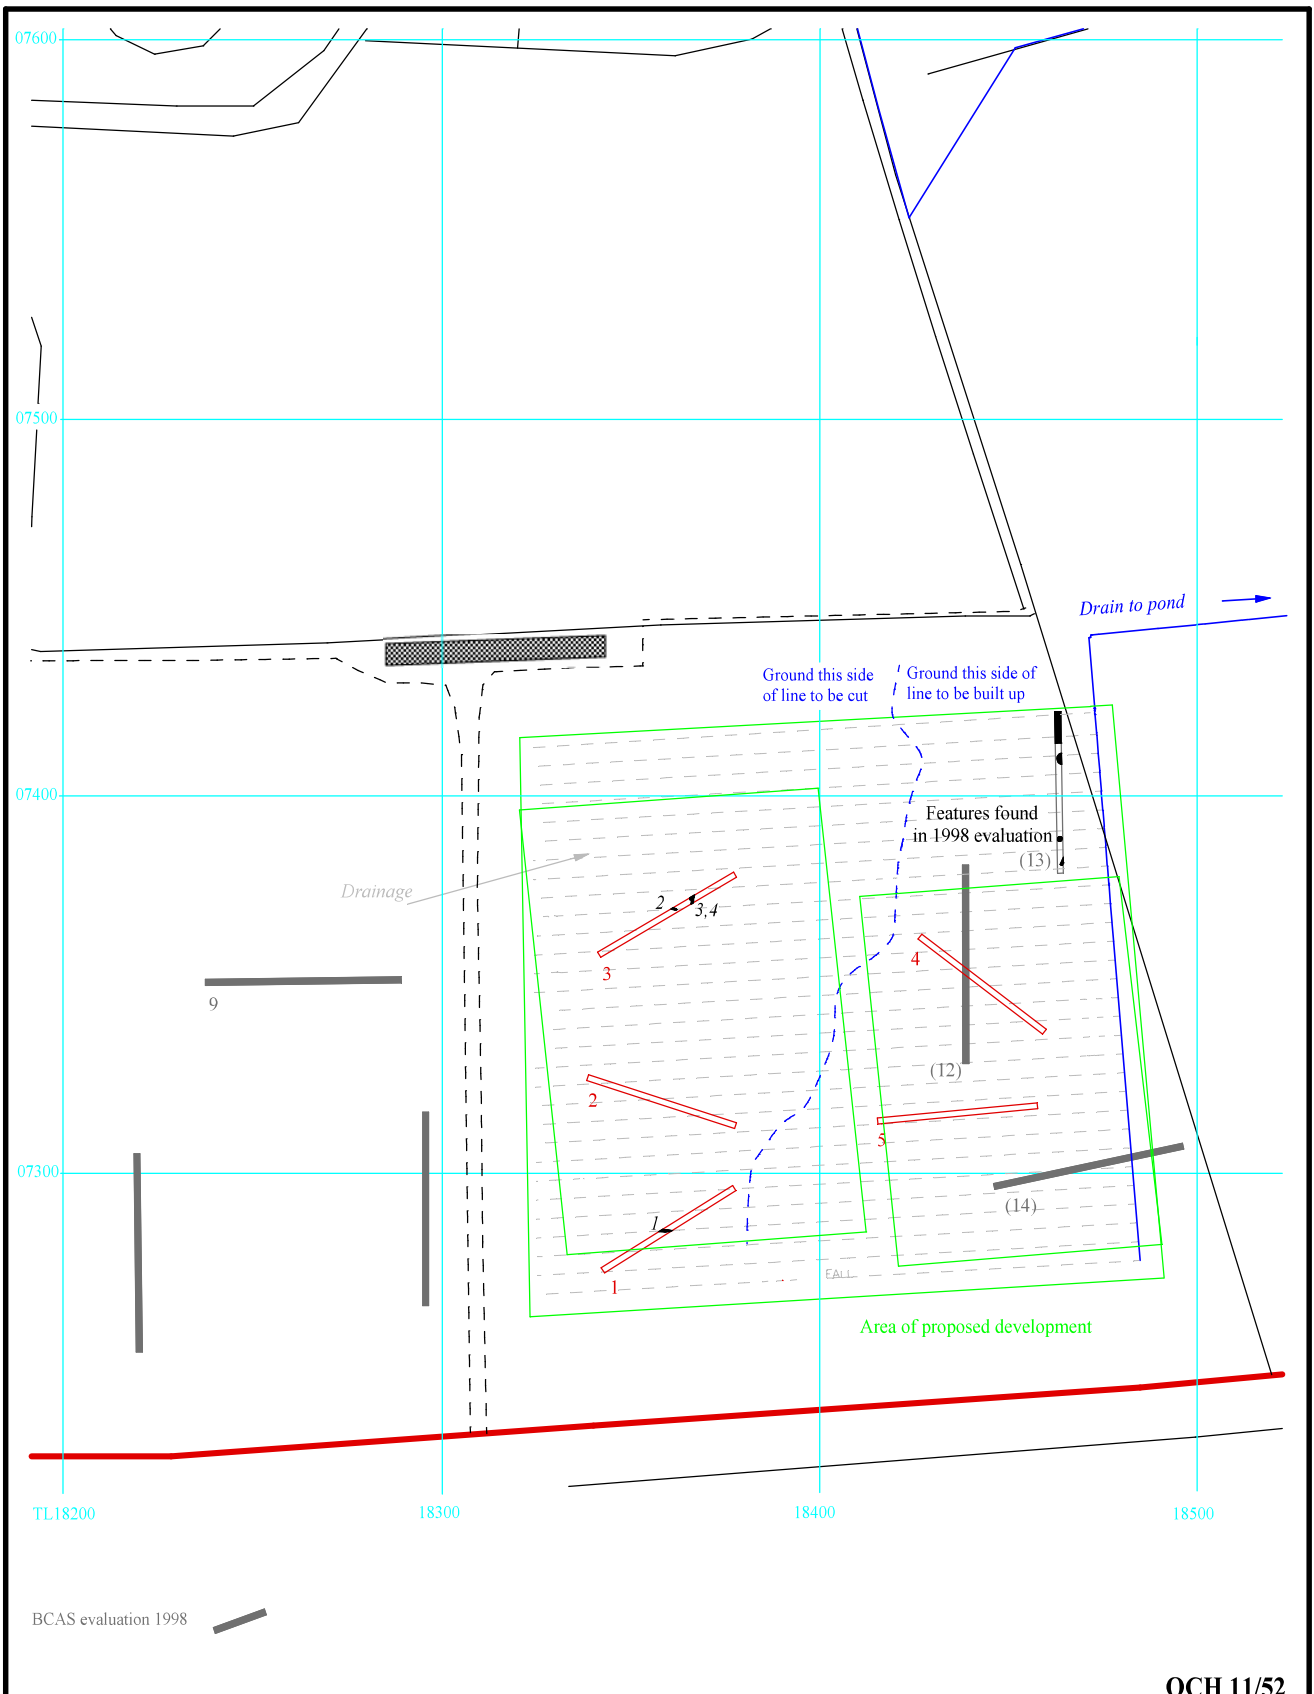 07600
07500
Drain to pond
Ground this side
of line to be cut
Ground this side of
line to be built up
07400
Features found
in 1998 evaluation
(13)
Drainage
2
3,4
3
4
9
(12)
2
5
07300
(14)
1
FALL
1
Area of proposed development
TL18200
18300
18400
18500
BCAS evaluation 1998
OCH 11/52